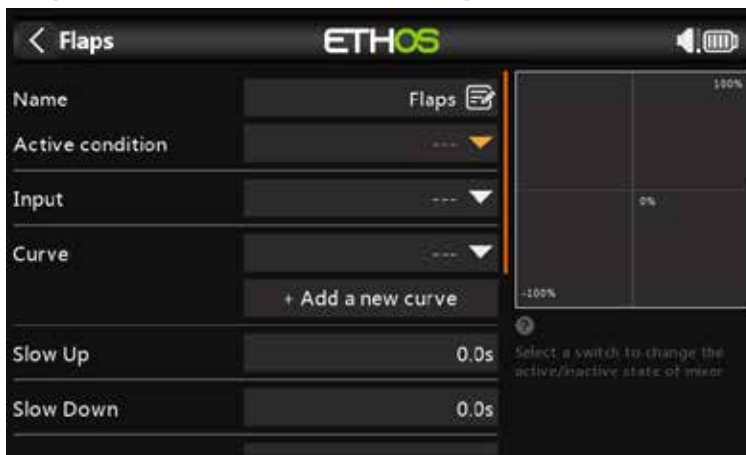 Flaps
ETHOS
Name
Flaps
Active condition
---
Input
---
Curve
---
+ Add a new curve
Slow Up
0.0s
Slow Down
0.0s
100%
0%
-100%
?
Select a switch to change the
active/inactive state of mixer